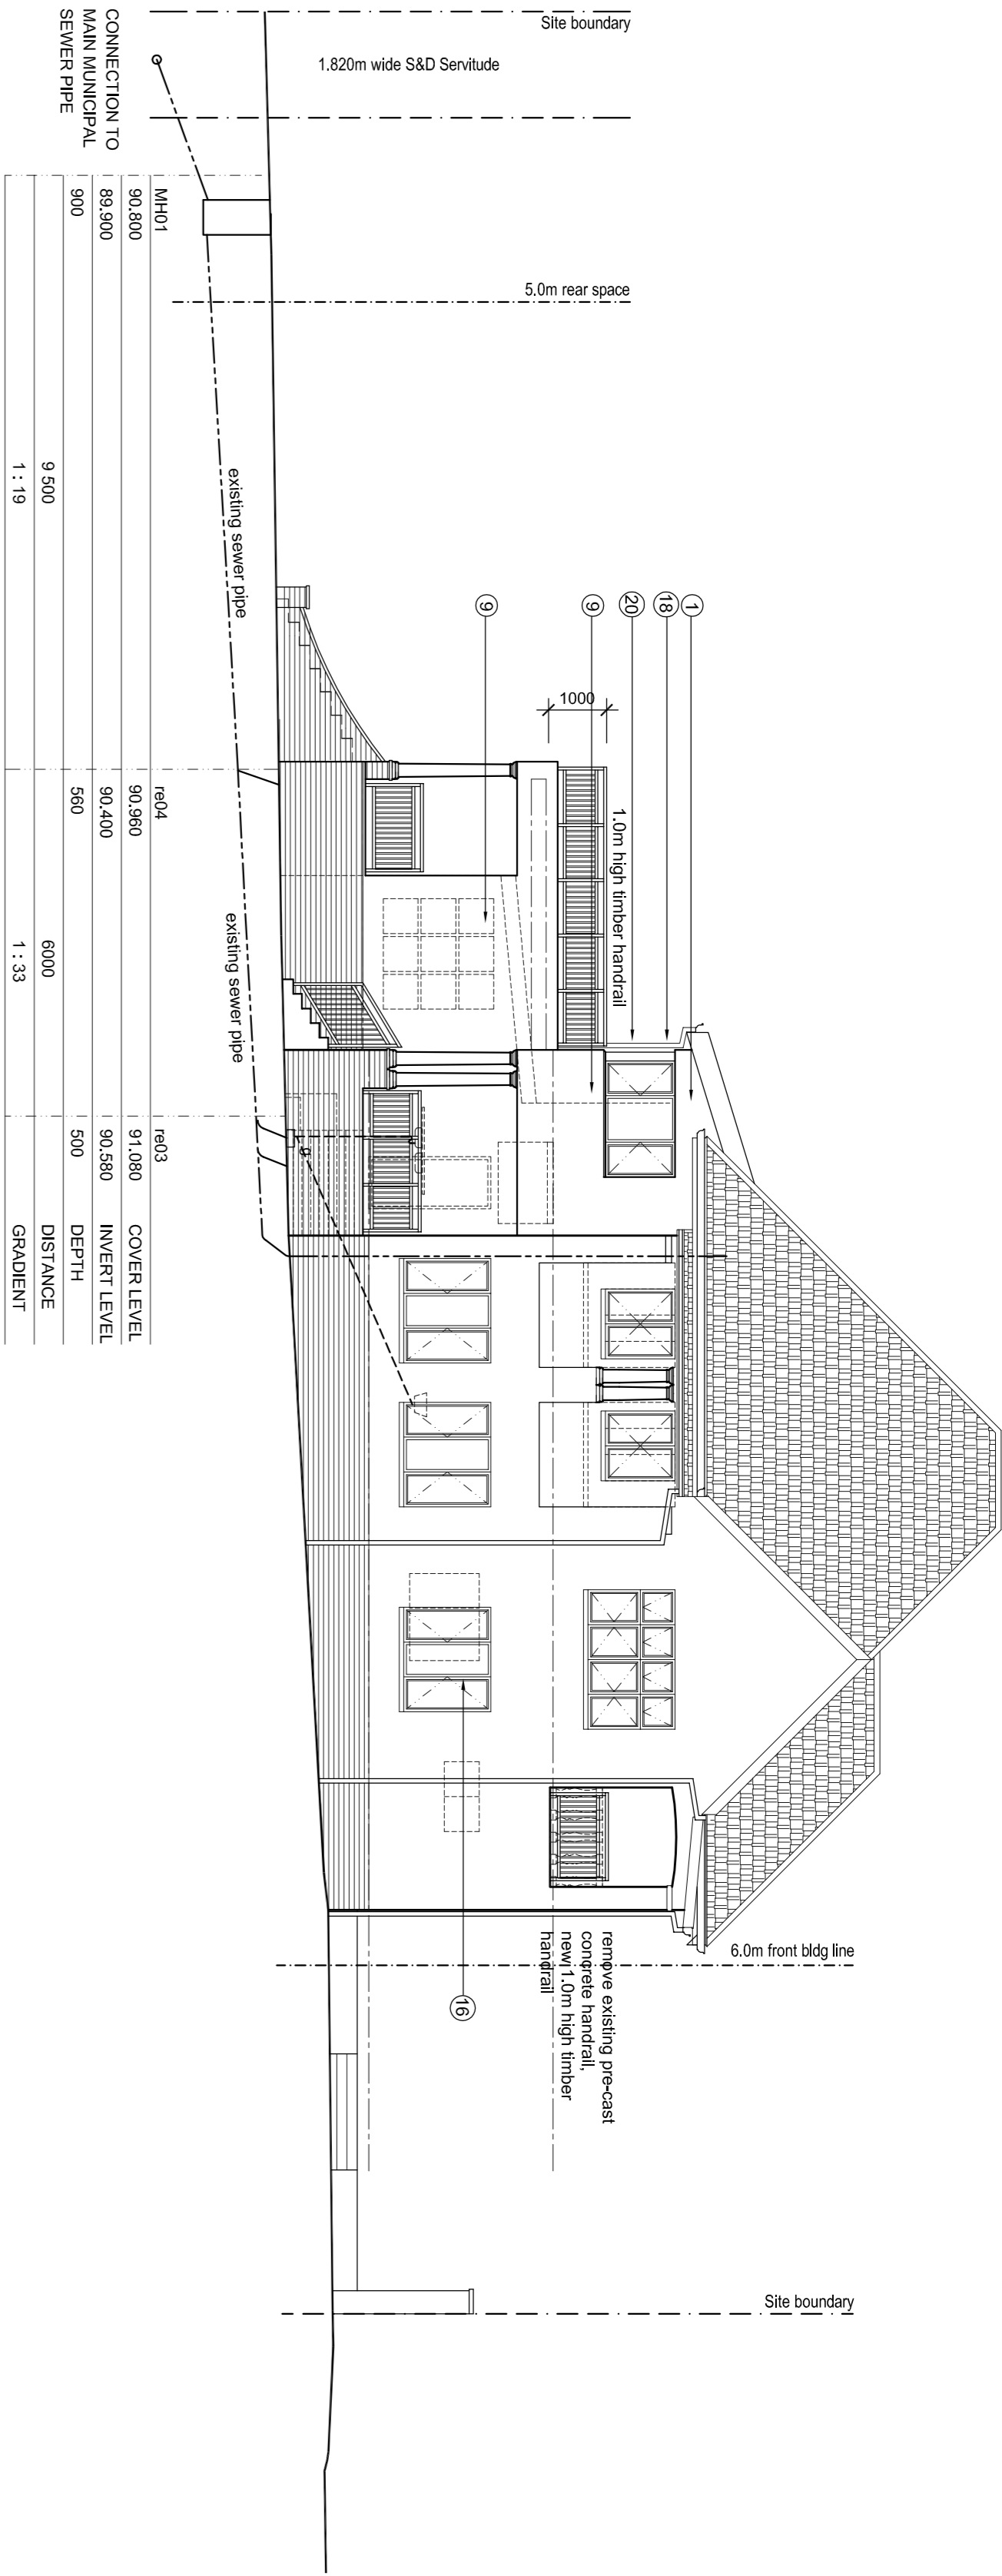 Site boundary
1.820m wide S&D Servitude
5.0m rear space
1
18
20
9
9
1000
1.0m high timber handrail
6.0m front bldg line
remove existing pre-cast
concrete handrail,
new 1.0m high timber
handrail
16
Site boundary
existing sewer pipe
existing sewer pipe
CONNECTION TO
MAIN MUNICIPAL
SEWER PIPE
MH01 re04 re03
90.800 90.960 91.080 COVER LEVEL
89.900 90.400 90.580 INVERT LEVEL
900 560 500 DEPTH
9 500 6000 DISTANCE
1 : 19 1 : 33 GRADIENT